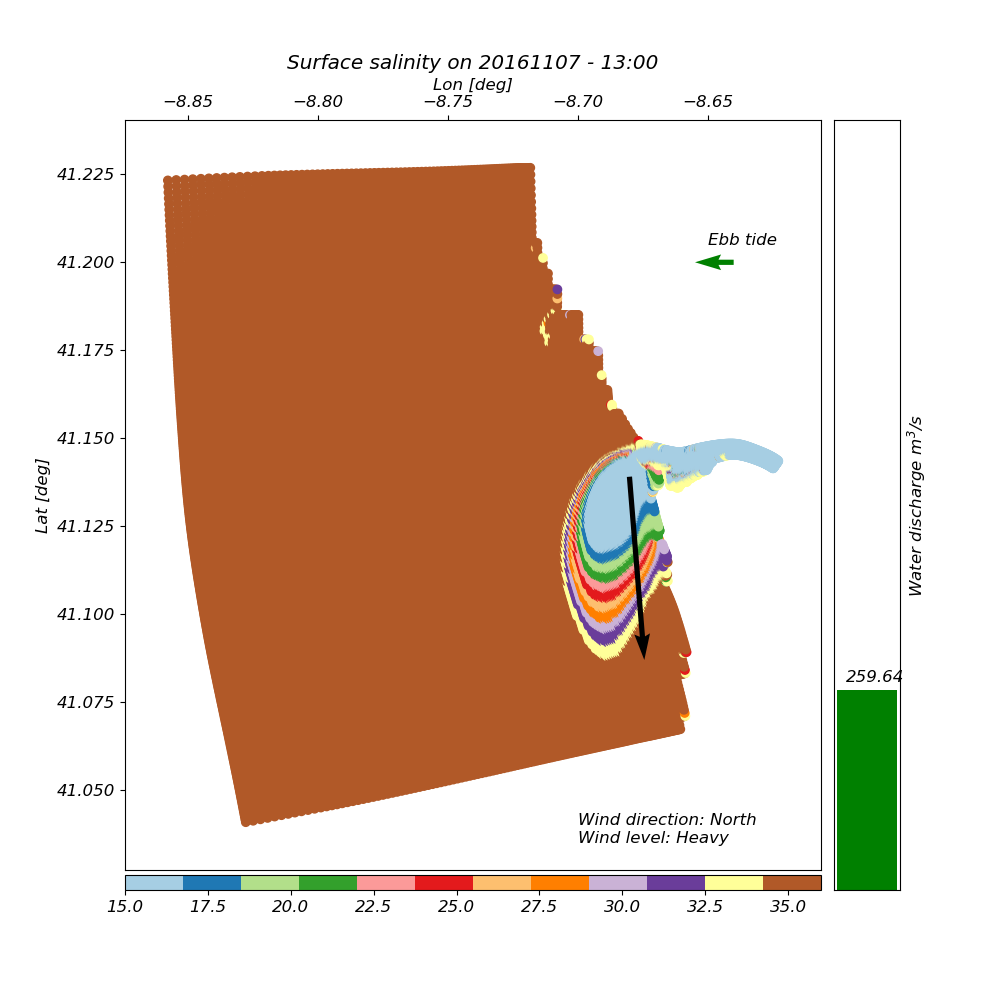 Surface salinity on 20161107 - 13:00
Lon [deg]
−8.85 −8.80 −8.75 −8.70 −8.65
41.225
41.200
41.175
41.150
41.125
41.100
41.075
41.050
Lat [deg]
Ebb tide
Wind direction: North
Wind level: Heavy
259.64
Water discharge m³/s
15.0 17.5 20.0 22.5 25.0 27.5 30.0 32.5 35.0